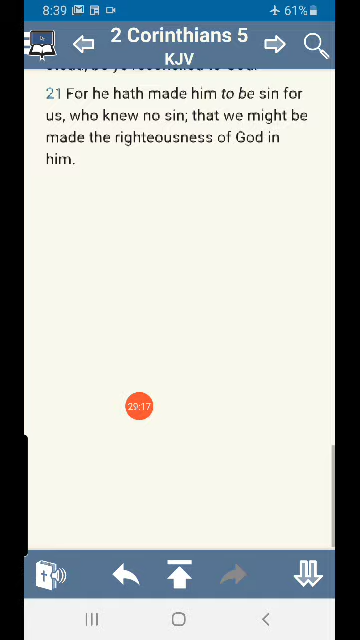 8:39 61%
2 Corinthians 5
KJV
21 For he hath made him to be sin for
us, who knew no sin; that we might be
made the righteousness of God in
him.
29:17